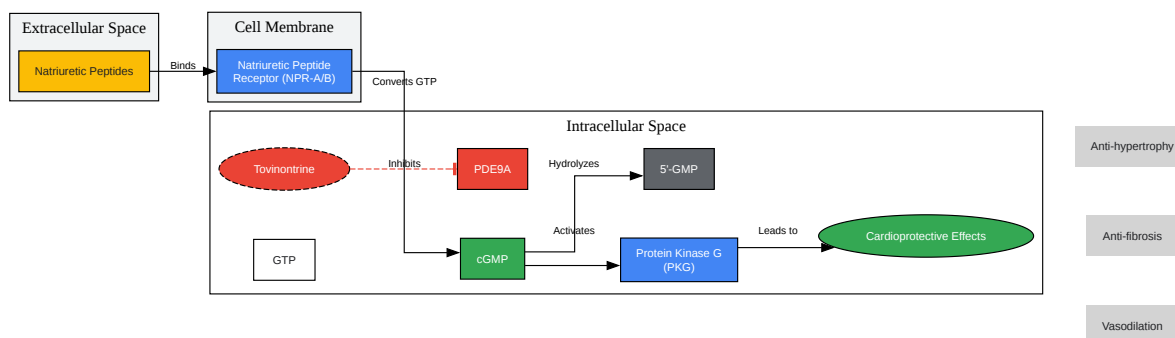 Extracellular Space
Natriuretic Peptides
Binds
Cell Membrane
Natriuretic Peptide
Receptor (NPR-A/B)
Converts GTP
Intracellular Space
Tovinontrine
Inhibits
PDE9A
Hydrolyzes
5'-GMP
GTP
cGMP
Activates
Protein Kinase G
(PKG)
Leads to
Cardioprotective Effects
Anti-hypertrophy
Anti-fibrosis
Vasodilation